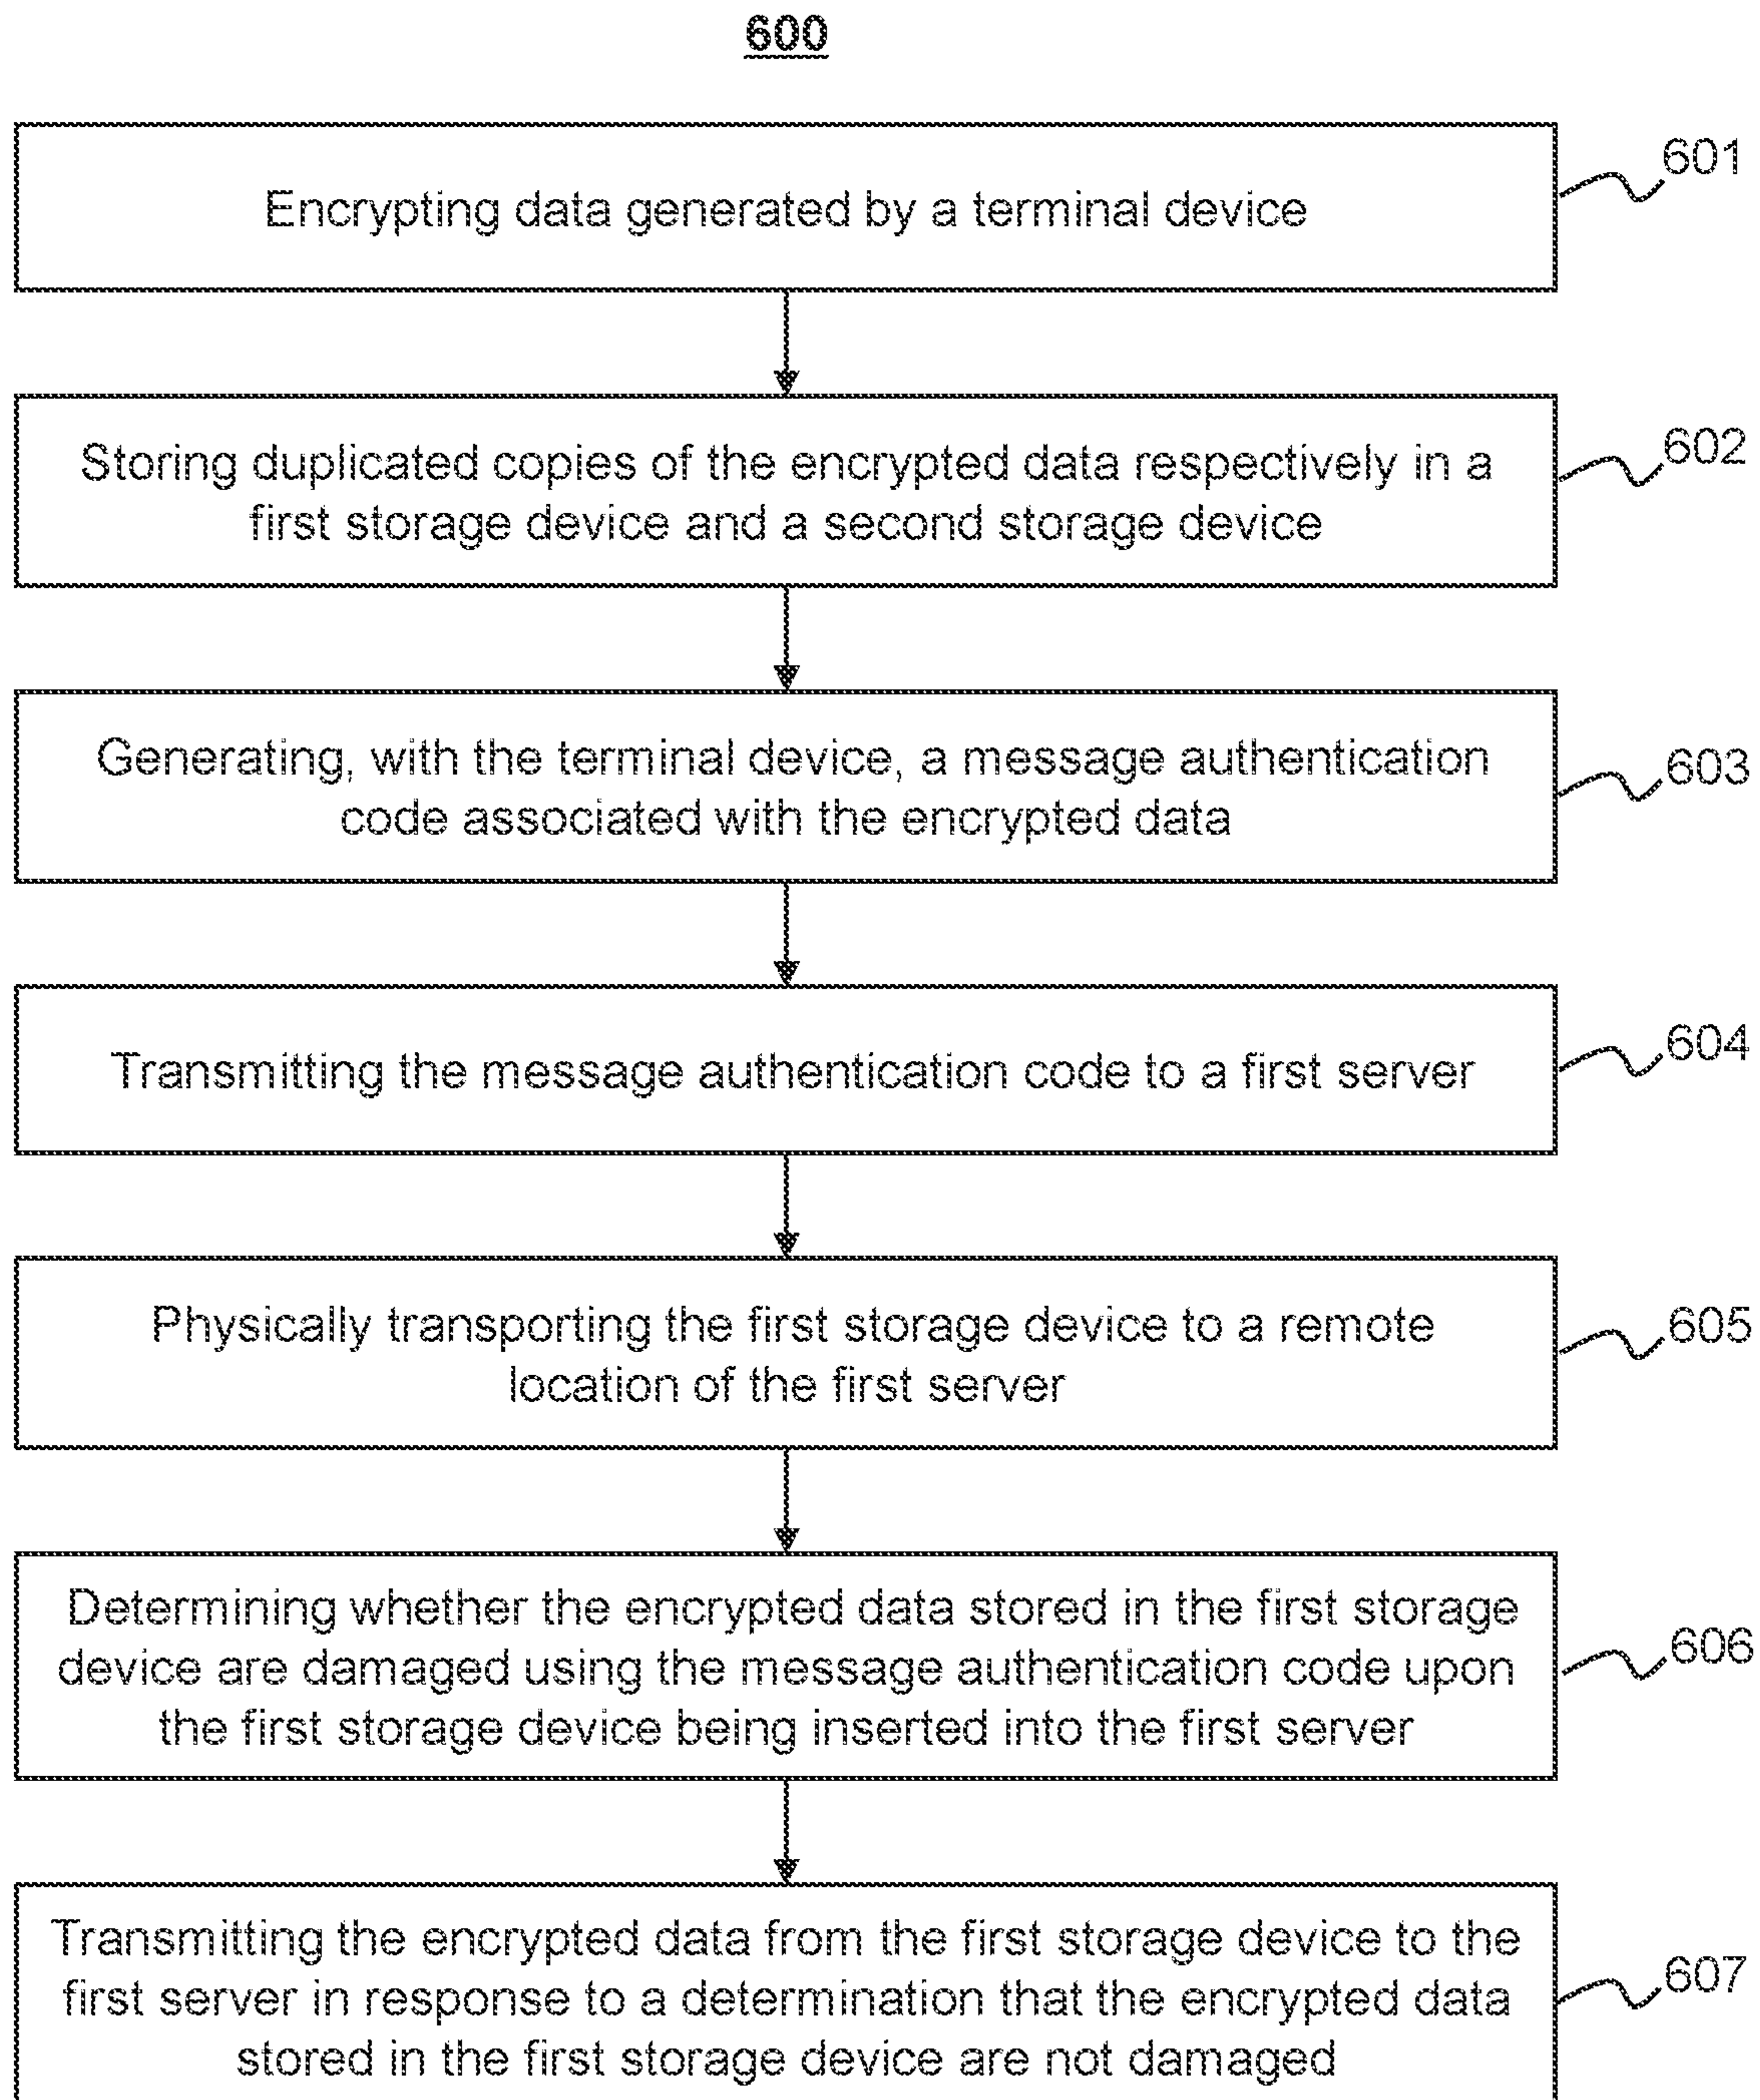 600
Encrypting data generated by a terminal device
601
Storing duplicated copies of the encrypted data respectively in a
first storage device and a second storage device
602
Generating, with the terminal device, a message authentication
code associated with the encrypted data
603
Transmitting the message authentication code to a first server
604
Physically transporting the first storage device to a remote
location of the first server
605
Determining whether the encrypted data stored in the first storage
device are damaged using the message authentication code upon
the first storage device being inserted into the first server
606
Transmitting the encrypted data from the first storage device to the
first server in response to a determination that the encrypted data
stored in the first storage device are not damaged
607